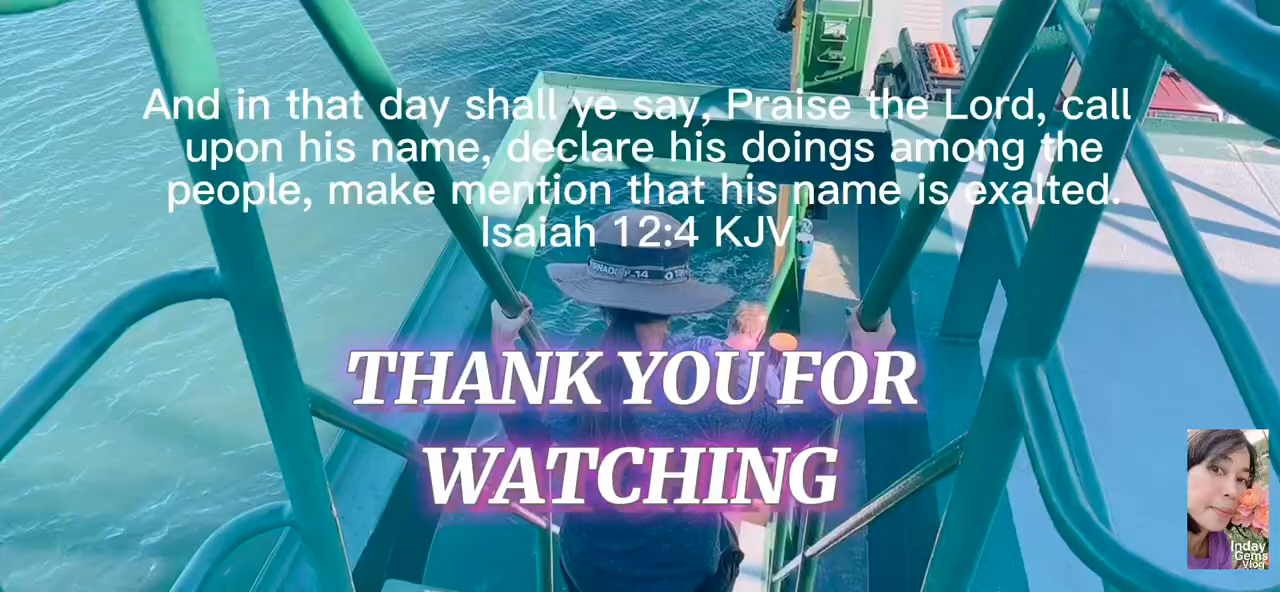 And in that day shall ye say, Praise the Lord, call
upon his name, declare his doings among the
people, make mention that his name is exalted.
Isaiah 12:4 KJV
THANK YOU FOR
WATCHING
Inday
Gems
Vlog